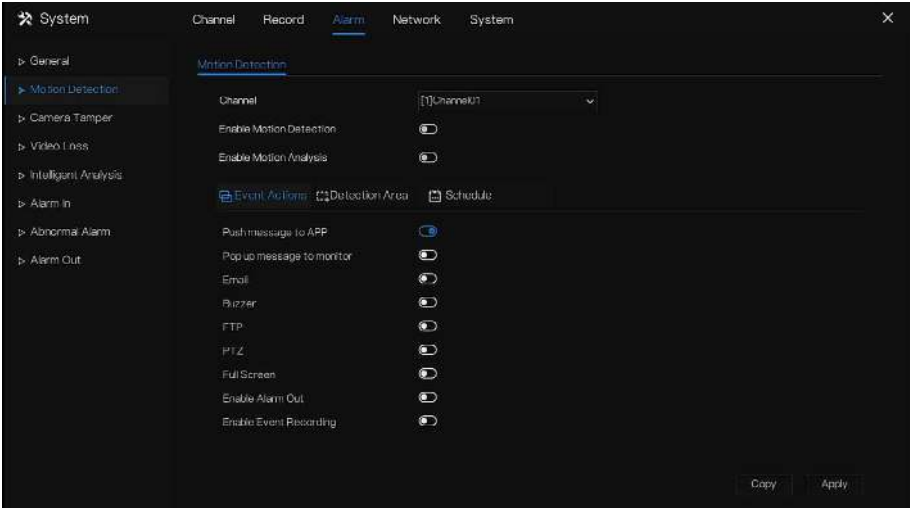 System
Channel Record Alarm Network System
General
Motion Detection
Camera Tamper
Video Loss
Intelligent Analysis
Alarm In
Abnormal Alarm
Alarm Out
Motion Detection
Channel [1]Channel01
Enable Motion Detection
Enable Motion Analysis
Event Actions Detection Area Schedule
Push message to APP
Pop up message to monitor
Email
Buzzer
FTP
PTZ
Full Screen
Enable Alarm Out
Enable Event Recording
Copy Apply